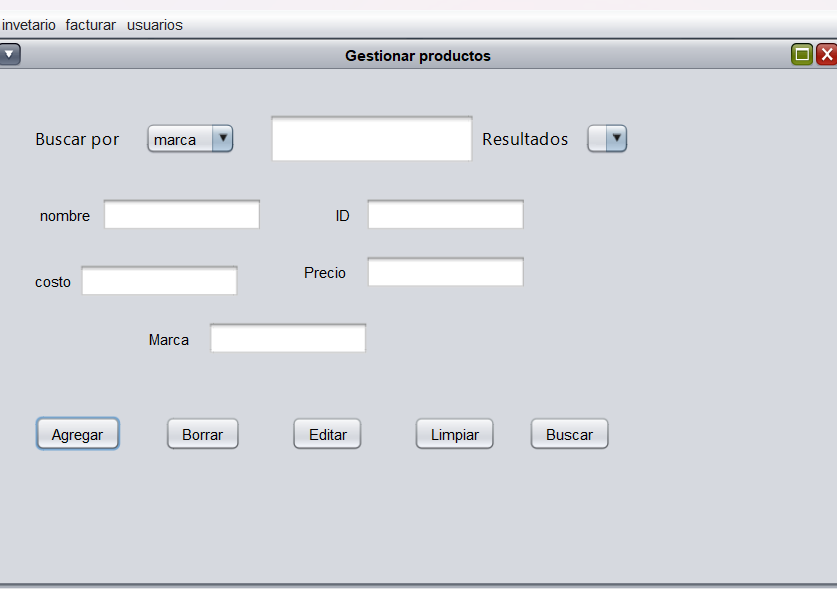 invetario facturar usuarios
Gestionar productos
Buscar por marca Resultados
nombre ID
costo Precio
Marca
Agregar Borrar Editar Limpiar Buscar